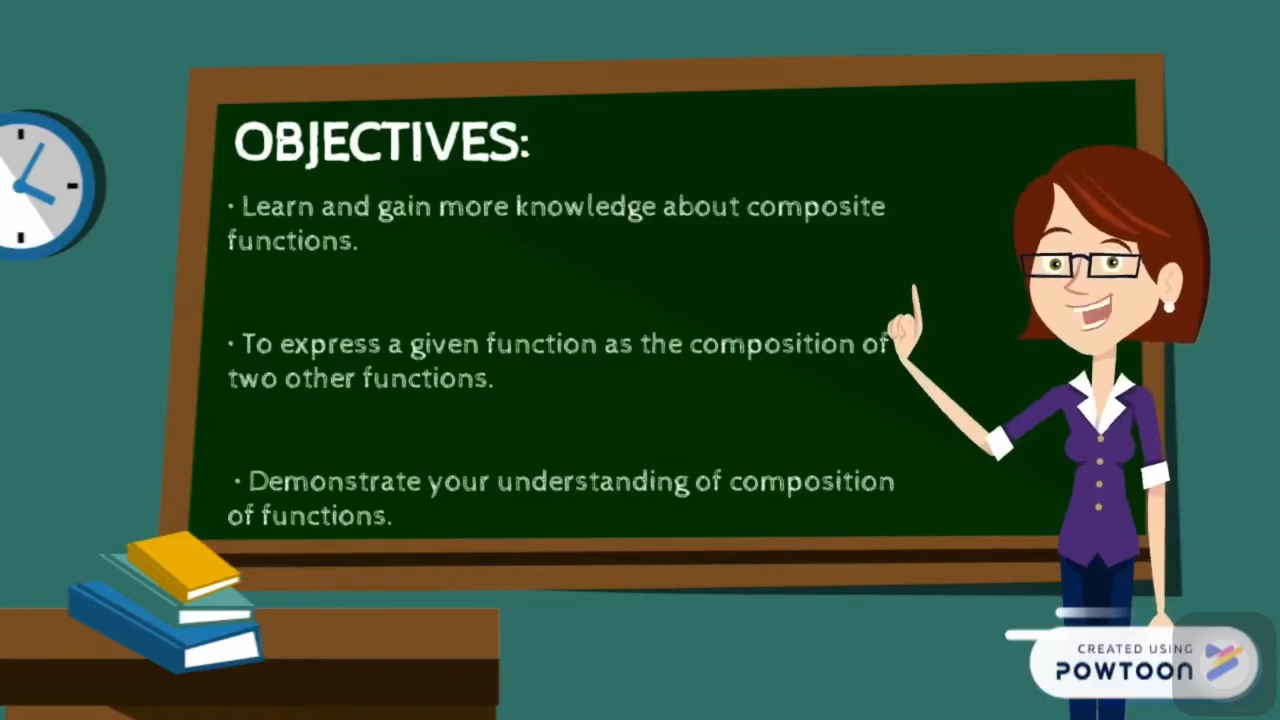 OBJECTIVES:
· Learn and gain more knowledge about composite
functions.
· To express a given function as the composition of
two other functions.
· Demonstrate your understanding of composition
of functions.
CREATED USING
POWTOON